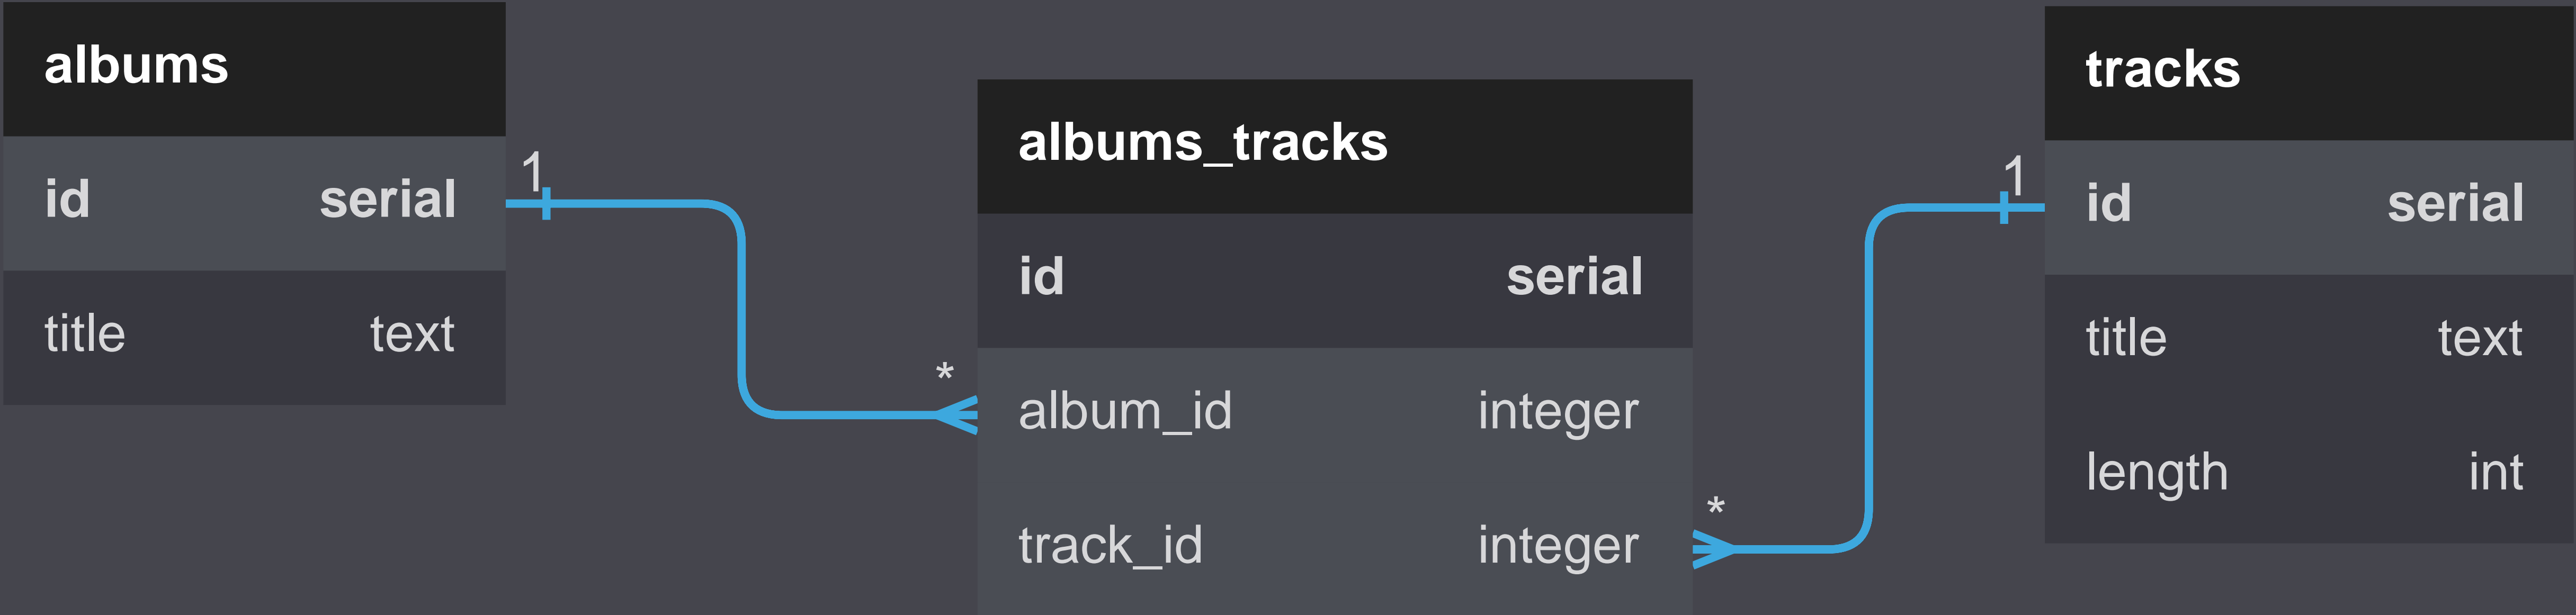 albums
id serial
title text
1
*
albums_tracks
id serial
album_id integer
track_id integer
*
1
tracks
id serial
title text
length int